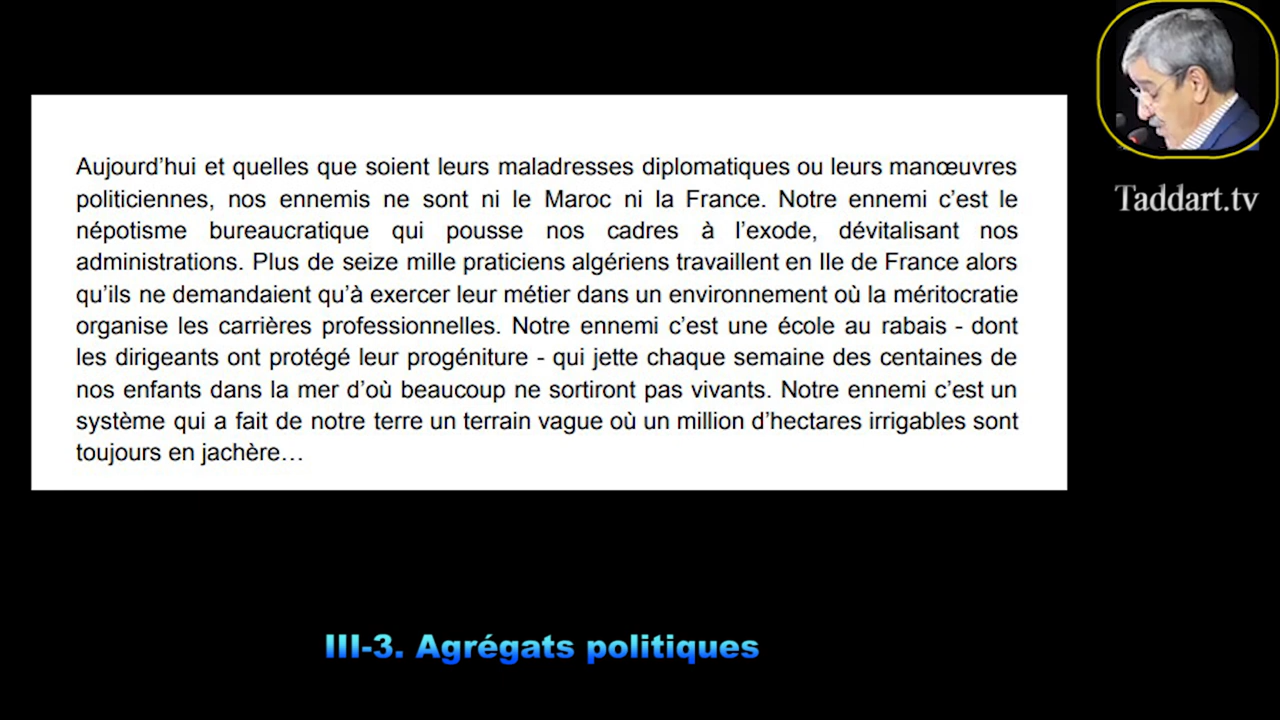 Aujourd’hui et quelles que soient leurs maladresses diplomatiques ou leurs manœuvres
politiciennes, nos ennemis ne sont ni le Maroc ni la France. Notre ennemi c’est le
népotisme bureaucratique qui pousse nos cadres à l’exode, dévitalisant nos
administrations. Plus de seize mille praticiens algériens travaillent en Ile de France alors
qu’ils ne demandaient qu’à exercer leur métier dans un environnement où la méritocratie
organise les carrières professionnelles. Notre ennemi c’est une école au rabais - dont
les dirigeants ont protégé leur progéniture - qui jette chaque semaine des centaines de
nos enfants dans la mer d’où beaucoup ne sortiront pas vivants. Notre ennemi c’est un
système qui a fait de notre terre un terrain vague où un million d’hectares irrigables sont
toujours en jachère…
Taddart.tv
III-3. Agrégats politiques